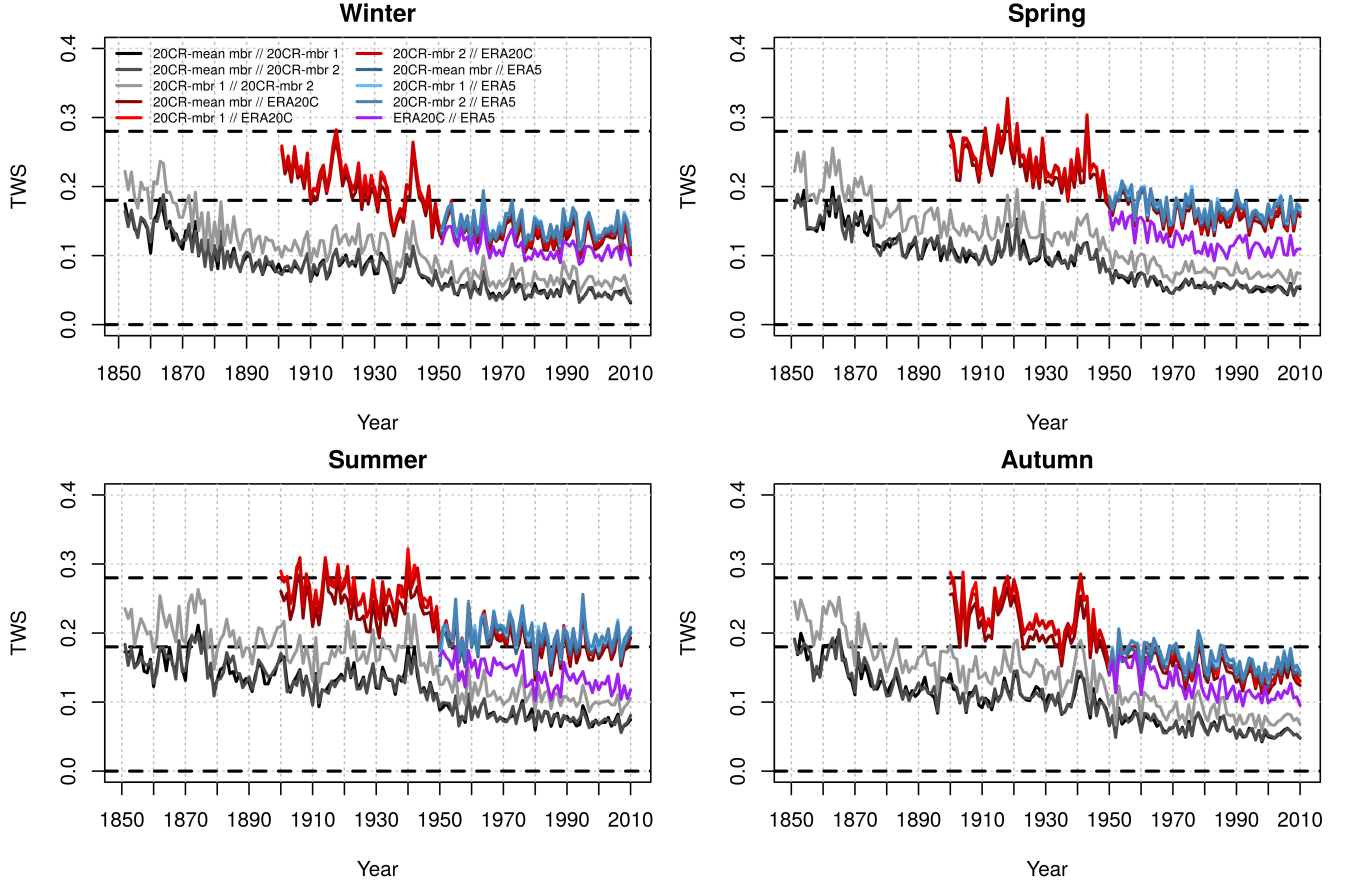 Winter
TWS
0.0 0.1 0.2 0.3 0.4
20CR-mean mbr // 20CR-mbr 1
20CR-mean mbr // 20CR-mbr 2
20CR-mbr 1 // 20CR-mbr 2
20CR-mean mbr // ERA20C
20CR-mbr 1 // ERA20C
20CR-mbr 2 // ERA20C
20CR-mean mbr // ERA5
20CR-mbr 1 // ERA5
20CR-mbr 2 // ERA5
ERA20C // ERA5
1850 1870 1890 1910 1930 1950 1970 1990 2010
Year
Spring
TWS
0.0 0.1 0.2 0.3 0.4
1850 1870 1890 1910 1930 1950 1970 1990 2010
Year
Summer
TWS
0.0 0.1 0.2 0.3 0.4
1850 1870 1890 1910 1930 1950 1970 1990 2010
Year
Autumn
TWS
0.0 0.1 0.2 0.3 0.4
1850 1870 1890 1910 1930 1950 1970 1990 2010
Year